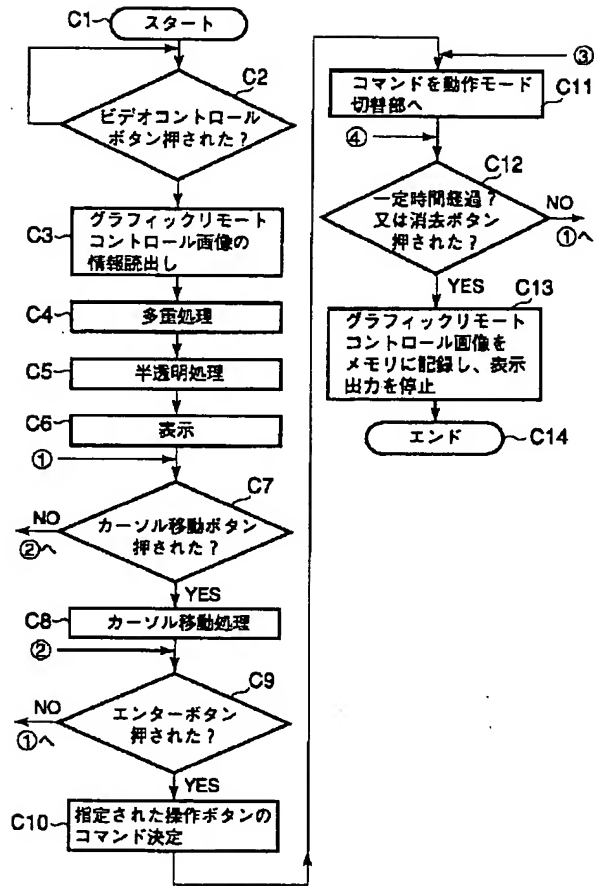 C1
スタート
C2
ビデオコントロール
ボタン押された？
C3
グラフィックリモート
コントロール画像の
情報読出し
C4
多重処理
C5
半透明処理
C6
表示
①
C7
カーソル移動ボタン
押された？
NO
②へ
YES
C8
カーソル移動処理
②
C9
エンターボタン
押された？
NO
①へ
YES
C10
指定された操作ボタンの
コマンド決定
③
コマンドを動作モード
切替部へ
C11
④
C12
一定時間経過？
又は消去ボタン
押された？
NO
①へ
YES
C13
グラフィックリモート
コントロール画像を
メモリに記録し、表示
出力を停止
エンド
C14